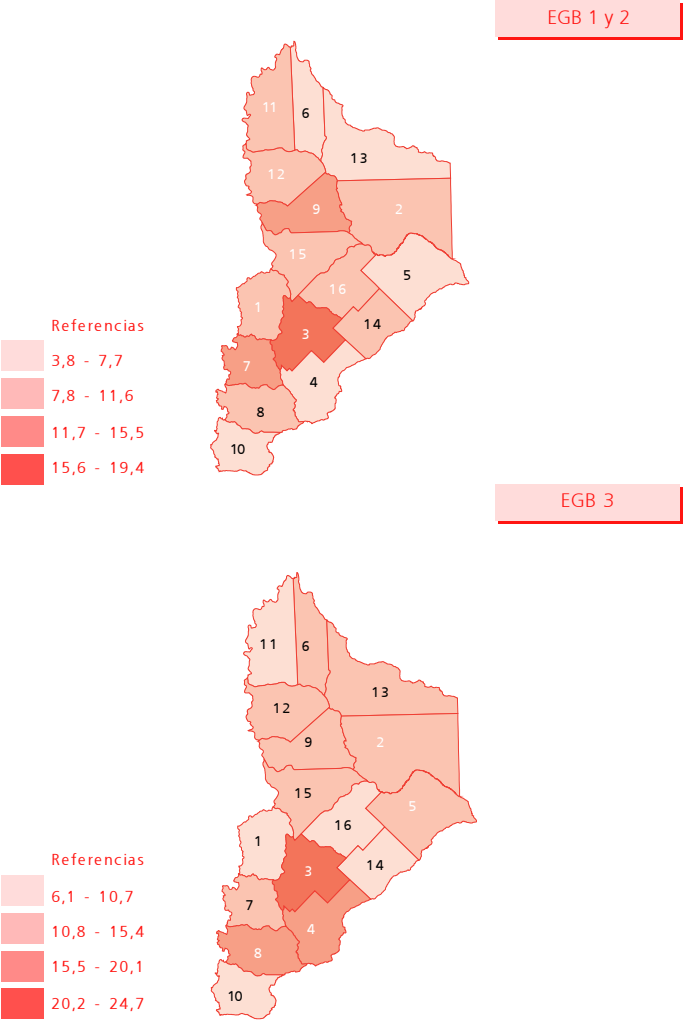 EGB 1 y 2
11
6
13
12
9
2
15
5
16
1
14
3
7
4
8
10
Referencias
3,8 - 7,7
7,8 - 11,6
11,7 - 15,5
15,6 - 19,4
EGB 3
11
6
13
12
9
2
15
5
16
1
14
3
7
4
8
10
Referencias
6,1 - 10,7
10,8 - 15,4
15,5 - 20,1
20,2 - 24,7